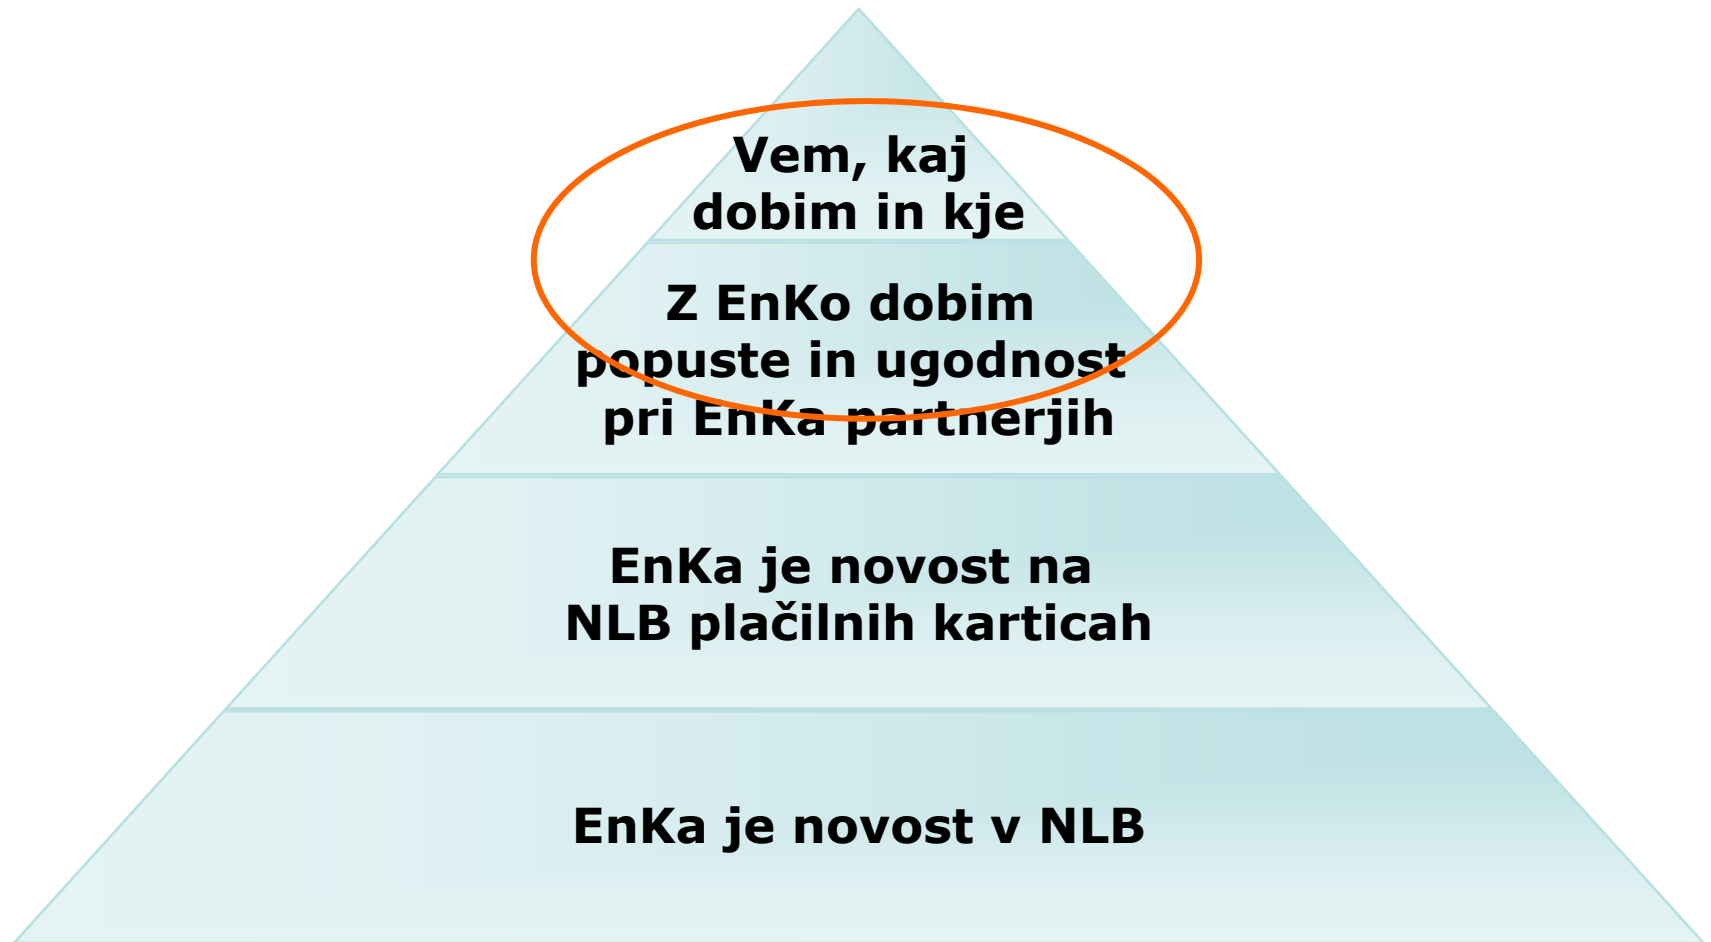 Vem, kaj
dobim in kje
Z EnKo dobim
popuste in ugodnost
pri EnKa partnerjih
EnKa je novost na
NLB plačilnih karticah
EnKa je novost v NLB